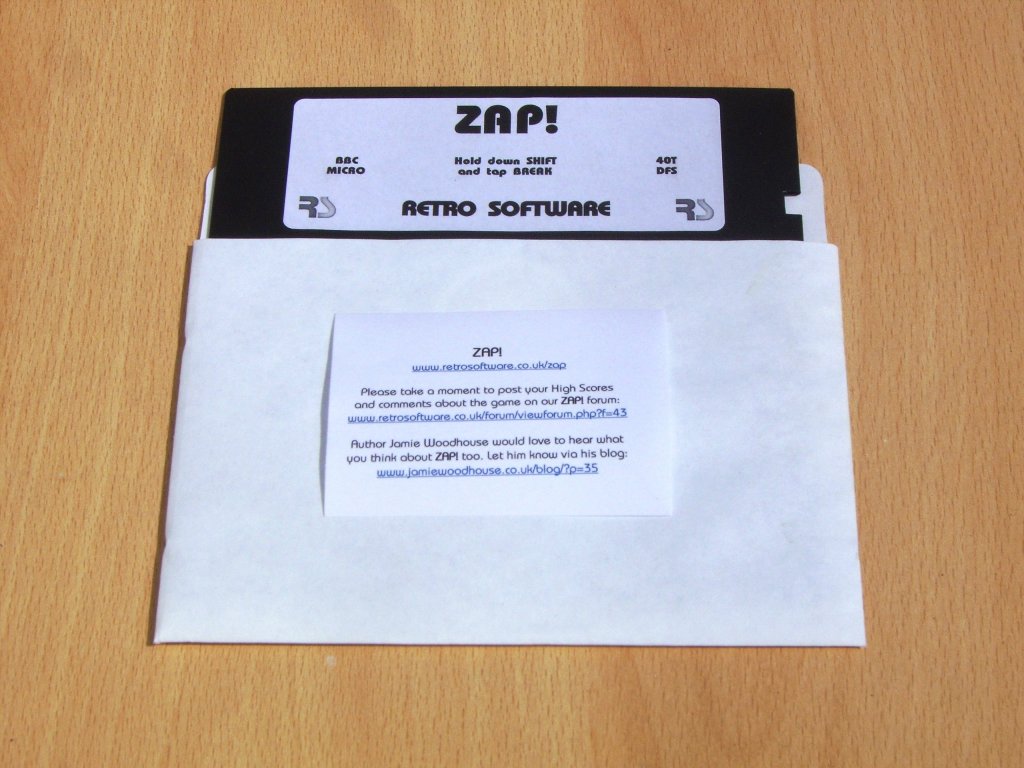 ZAP!
BBC Hold down SHIFT 40T
MICRO and tap BREAK DFS
RS RETRO SOFTWARE RS
ZAP!
www.retrosoftware.co.uk/zap
Please take a moment to post your High Scores
and comments about the game on our ZAP! forum:
www.retrosoftware.co.uk/forum/viewforum.php?f=43
Author Jamie Woodhouse would love to hear what
you think about ZAP! too. Let him know via his blog:
www.jamiewoodhouse.co.uk/blog/?p=35